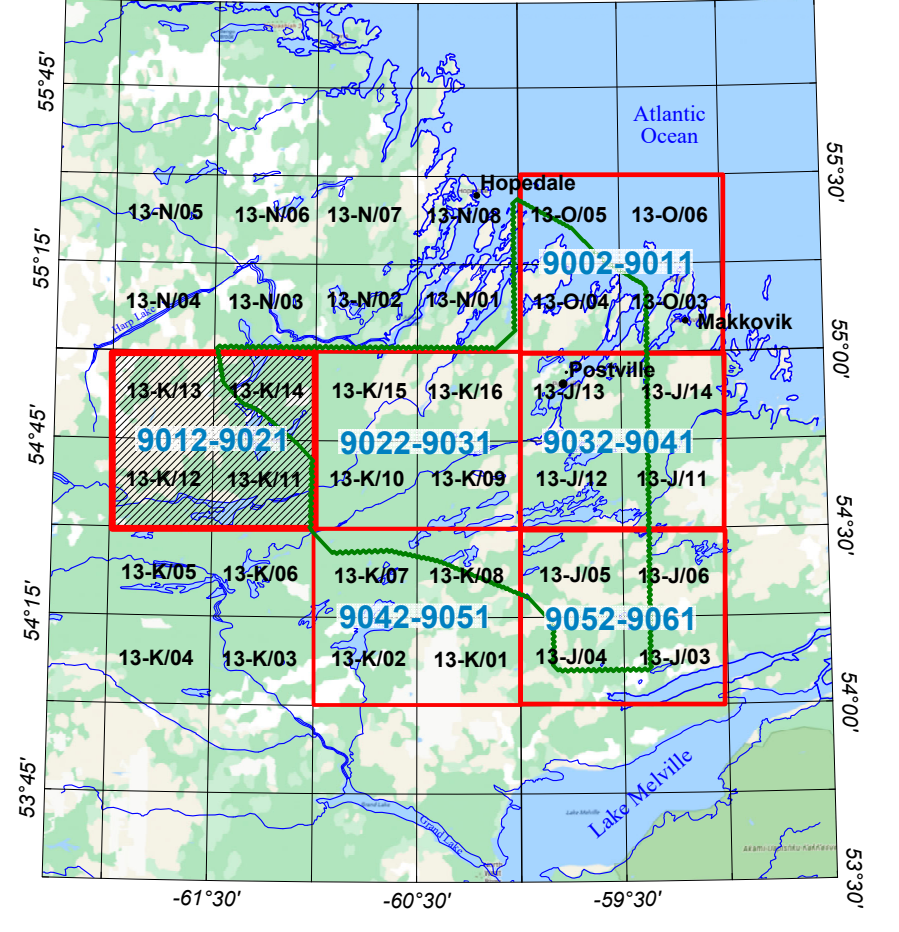 55°45'
Atlantic
Ocean
55°30'
Hopedale
13-N/05
13-N/06
13-N/07
13-N/08
13-O/05
13-O/06
55°15'
9002-9011
13-N/04
13-N/03
13-N/02
13-N/01
13-O/04
13-O/03
Harp Lake
Makkovik
55°00'
Postville
13-K/13
13-K/14
13-K/15
13-K/16
13-J/13
13-J/14
54°45'
9012-9021
9022-9031
9032-9041
13-K/12
13-K/11
13-K/10
13-K/09
13-J/12
13-J/11
54°30'
13-K/05
13-K/06
13-K/07
13-K/08
13-J/05
13-J/06
54°15'
9042-9051
9052-9061
13-K/04
13-K/03
13-K/02
13-K/01
13-J/04
13-J/03
54°00'
53°45'
Lake Melville
Grand Lake
Lake Melville
Grand Lake
53°30'
-61°30'
-60°30'
-59°30'